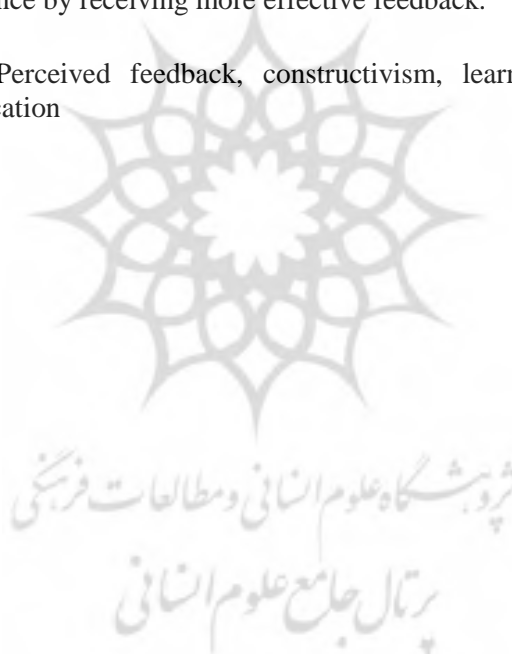 nce by receiving more effective feedback.
Perceived feedback, constructivism, learn
cation
پژوهشگاه علوم انسانی و مطالعات فرهنگی
پرتال جامع علوم انسانی